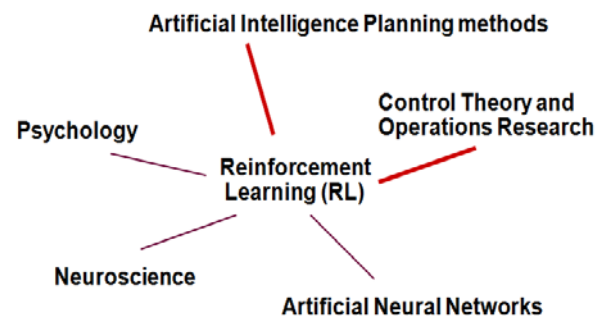 Artificial Intelligence Planning methods
Control Theory and
Operations Research
Psychology
Reinforcement
Learning (RL)
Neuroscience
Artificial Neural Networks